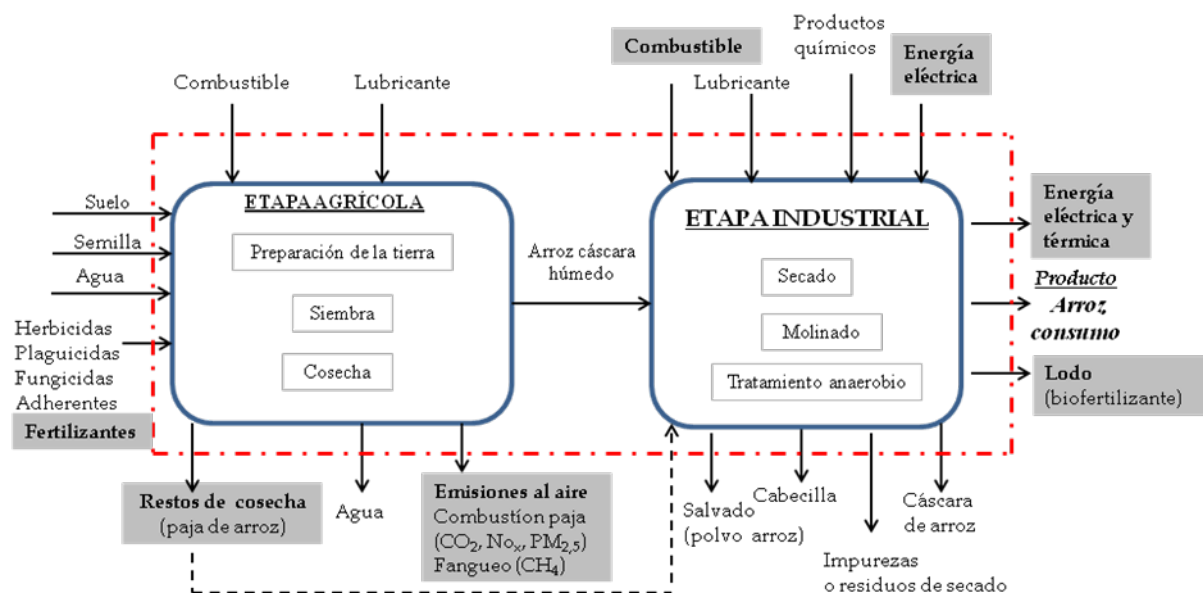 Combustible
Lubricante
Combustible
Lubricante
Productos
químicos
Energía
eléctrica
Suelo
Semilla
Agua
Herbicidas
Plaguicidas
Fungicidas
Adherentes
Fertilizantes
ETAPA AGRÍCOLA
Preparación de la tierra
Siembra
Cosecha
Arroz cáscara
húmedo
ETAPA INDUSTRIAL
Secado
Molinado
Tratamiento anaerobio
Energía
eléctrica y
térmica
Producto
Arroz
consumo
Lodo
(biofertilizante)
Restos de cosecha
(paja de arroz)
Agua
Emisiones al aire
Combustíon paja
(CO₂, Noₓ, PM₂,₅)
Fangueo (CH₄)
Salvado
(polvo arroz)
Cabecilla
Impurezas
o residuos de secado
Cáscara
de arroz